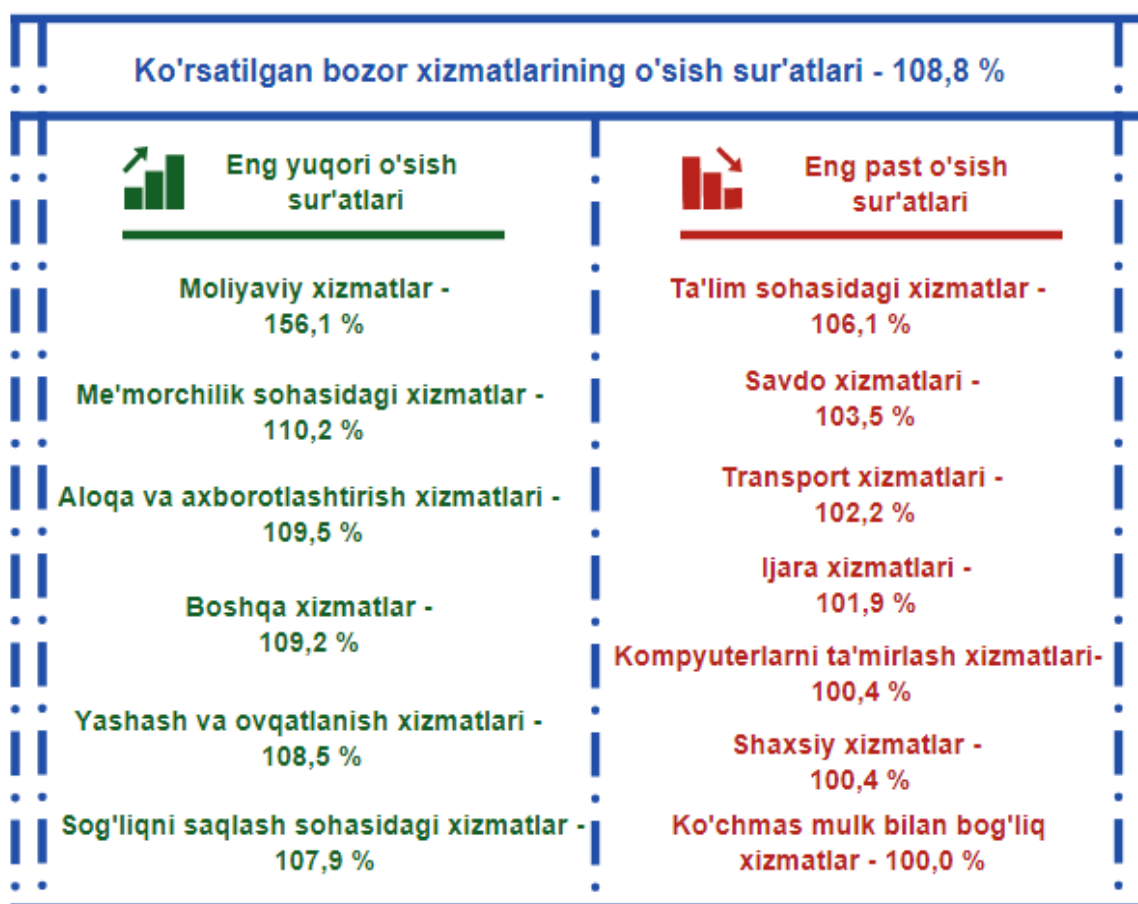 Ko'rsatilgan bozor xizmatlarining o'sish sur'atlari - 108,8 %
Eng yuqori o'sish
sur'atlari
Moliyaviy xizmatlar -
156,1 %
Me'morchilik sohasidagi xizmatlar -
110,2 %
Aloqa va axborotlashtirish xizmatlari -
109,5 %
Boshqa xizmatlar -
109,2 %
Yashash va ovqatlanish xizmatlari -
108,5 %
Sog'liqni saqlash sohasidagi xizmatlar -
107,9 %
Eng past o'sish
sur'atlari
Ta'lim sohasidagi xizmatlar -
106,1 %
Savdo xizmatlari -
103,5 %
Transport xizmatlari -
102,2 %
Ijara xizmatlari -
101,9 %
Kompyuterlarni ta'mirlash xizmatlari-
100,4 %
Shaxsiy xizmatlar -
100,4 %
Ko'chmas mulk bilan bog'liq
xizmatlar - 100,0 %